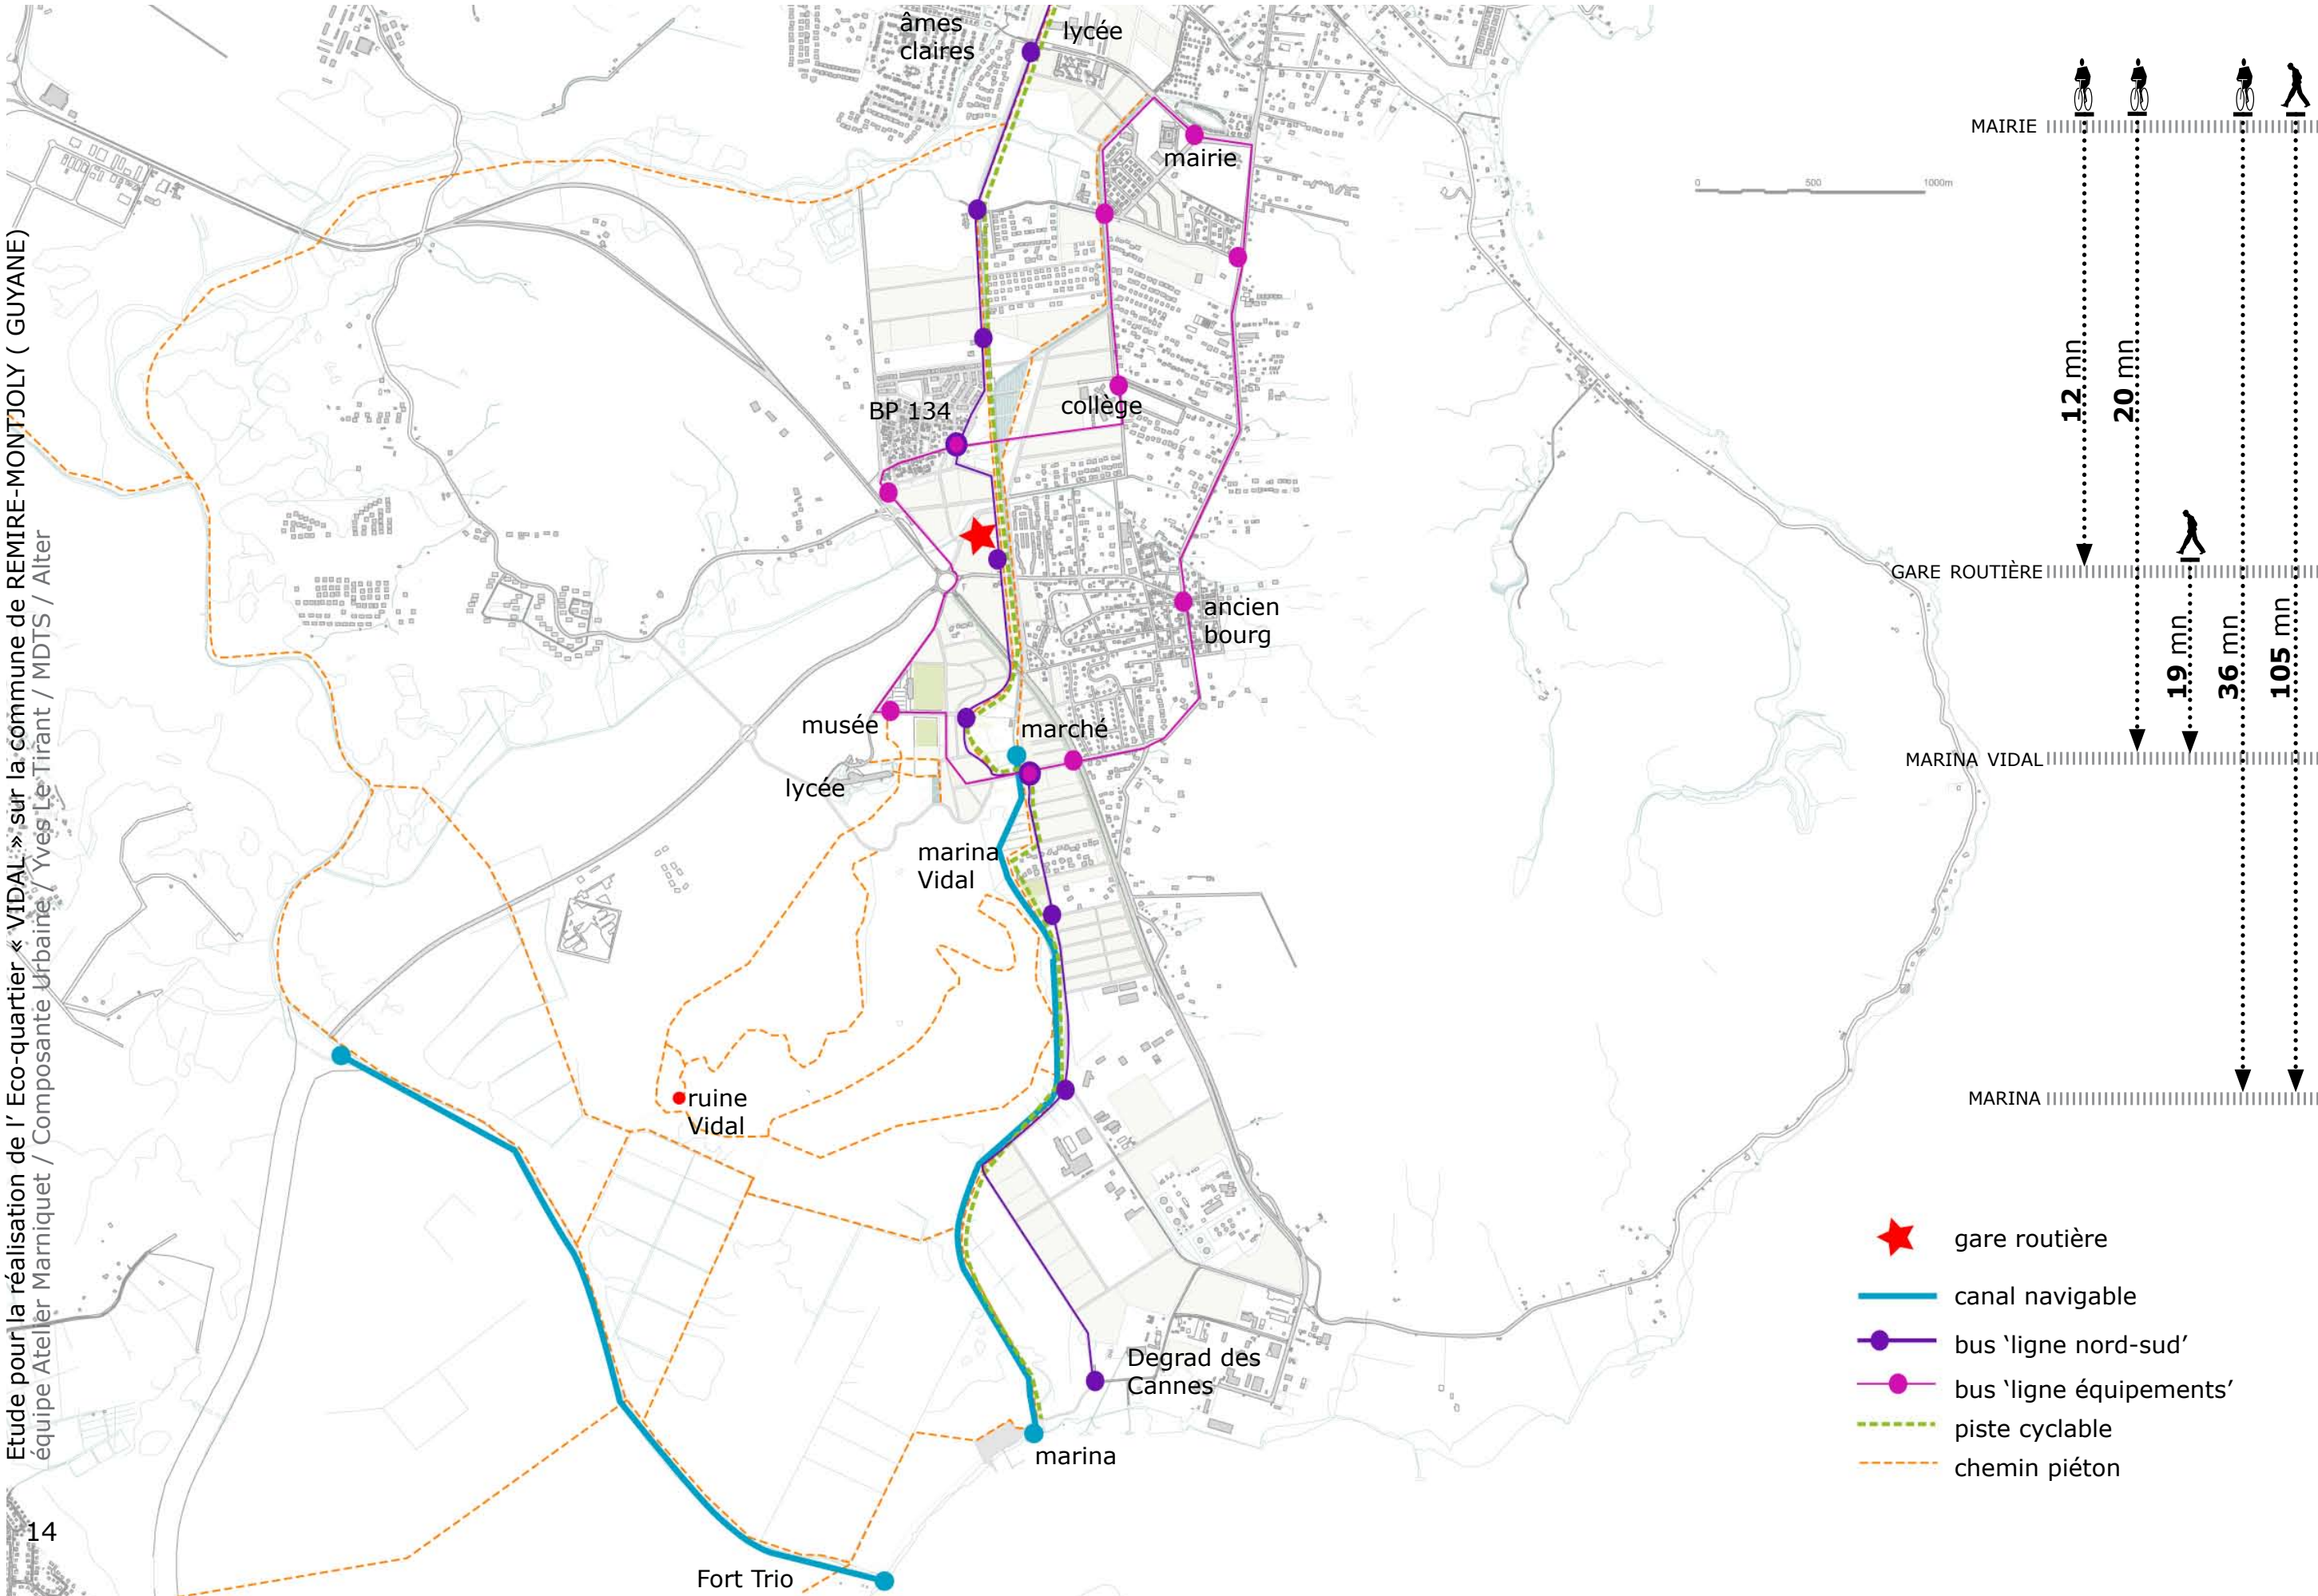 Etude pour la réalisation de l' Eco-quartier « VIDAL » sur la commune de REMIRE-MONTJOLY ( GUYANE)
équipe Atelier Marniquet / Composante Urbaine / Yves Le Tirant / MDTS / Alter
14
âmes
claires
lycée
mairie
BP 134
collège
ancien
bourg
musée
marché
lycée
marina
Vidal
ruine
Vidal
Degrad des
Cannes
marina
Fort Trio
0 500 1000m
MAIRIE
12 mn
20 mn
GARE ROUTIÈRE
19 mn
36 mn
105 mn
MARINA VIDAL
MARINA
gare routière
canal navigable
bus ‘ligne nord-sud’
bus ‘ligne équipements’
piste cyclable
chemin piéton